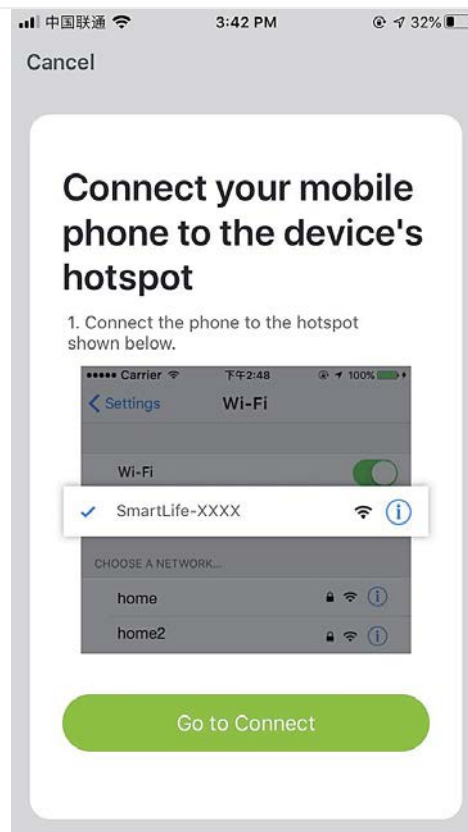 中国联通 3:42 PM 32%
Cancel
Connect your mobile
phone to the device's
hotspot
1. Connect the phone to the hotspot
shown below.
Carrier 下午2:48 100%
Settings Wi-Fi
Wi-Fi
SmartLife-XXXX
CHOOSE A NETWORK...
home
home2
Go to Connect